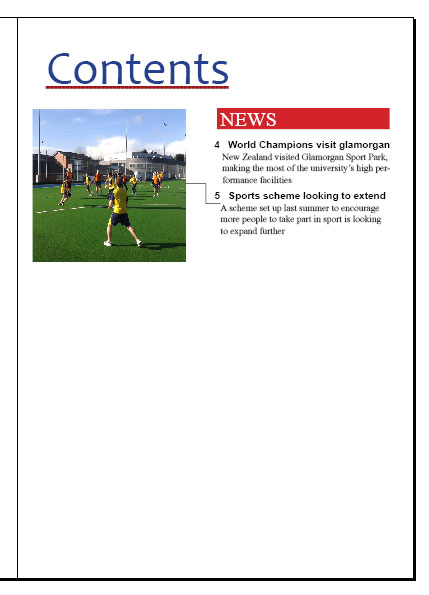 Contents
NEWS
4 World Champions visit glamorgan
New Zealand visited Glamorgan Sport Park,
making the most of the university's high per-
formance facilities
5 Sports scheme looking to extend
A scheme set up last summer to encourage
more people to take part in sport is looking
to expand further